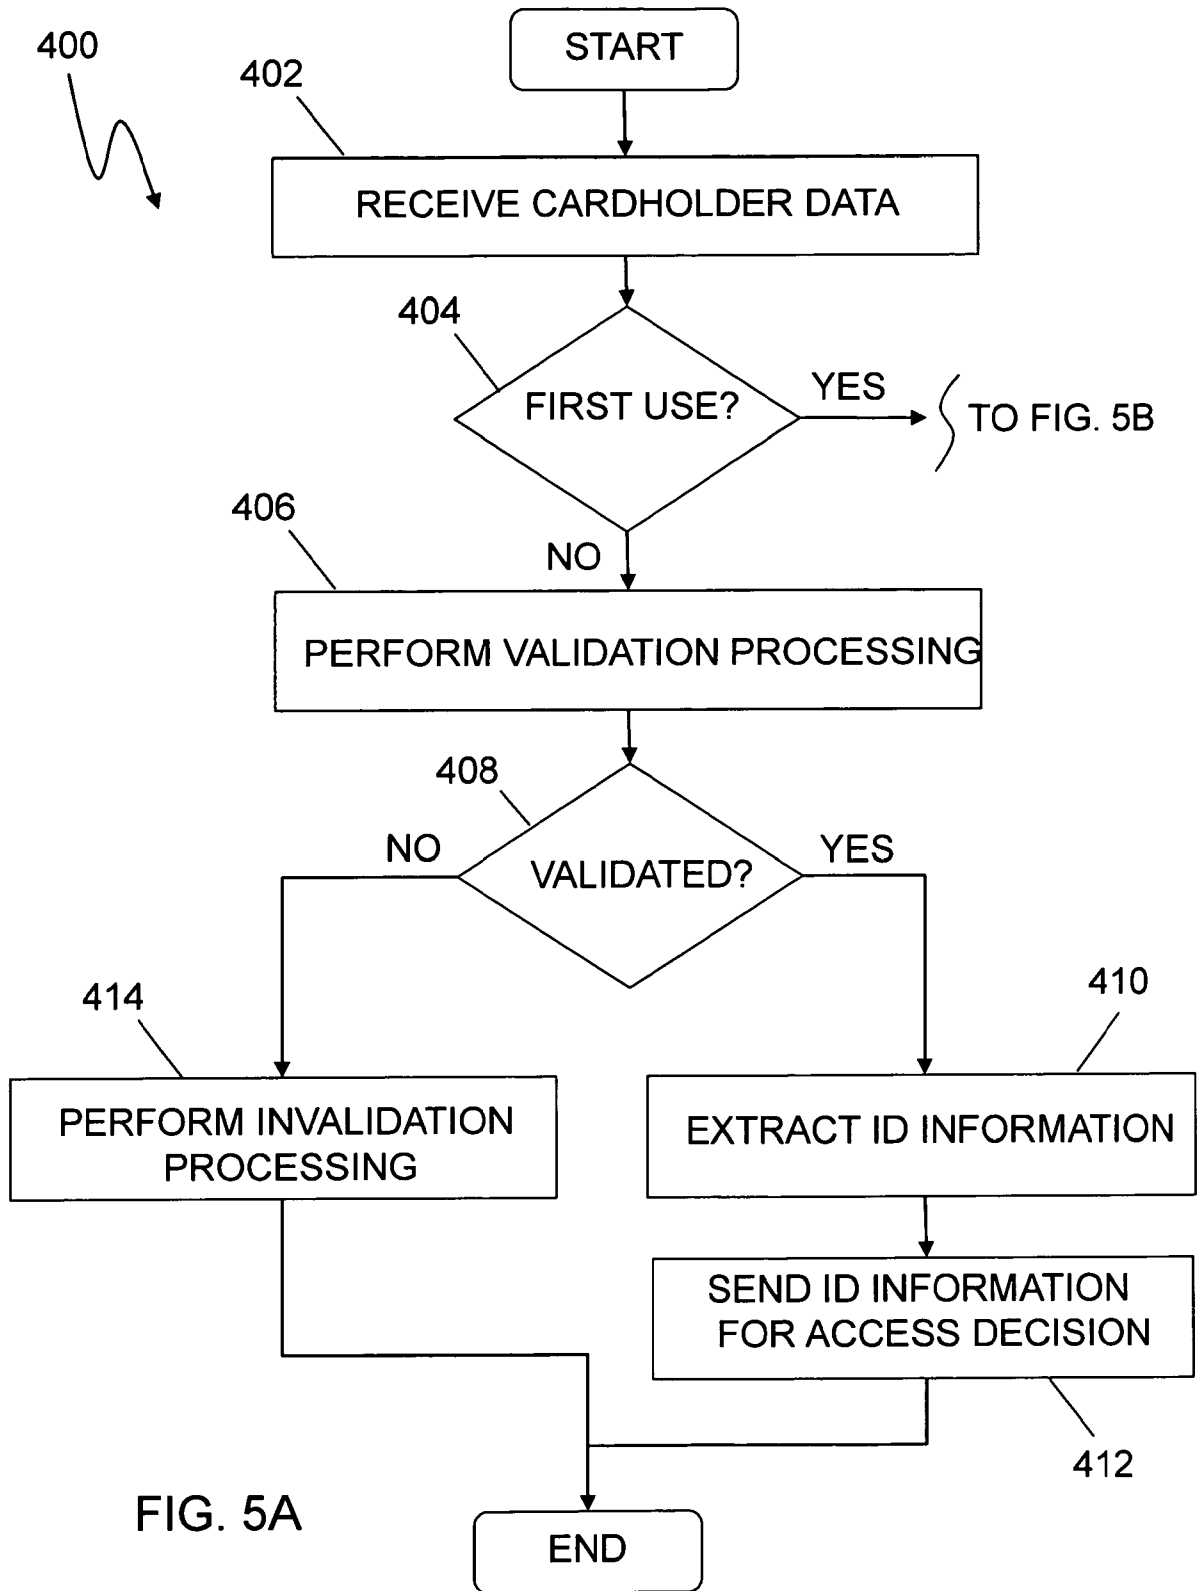 400
START
402
RECEIVE CARDHOLDER DATA
404
FIRST USE?
YES
TO FIG. 5B
406
NO
PERFORM VALIDATION PROCESSING
408
NO
VALIDATED?
YES
414
410
PERFORM INVALIDATION
PROCESSING
EXTRACT ID INFORMATION
SEND ID INFORMATION
FOR ACCESS DECISION
412
FIG. 5A
END